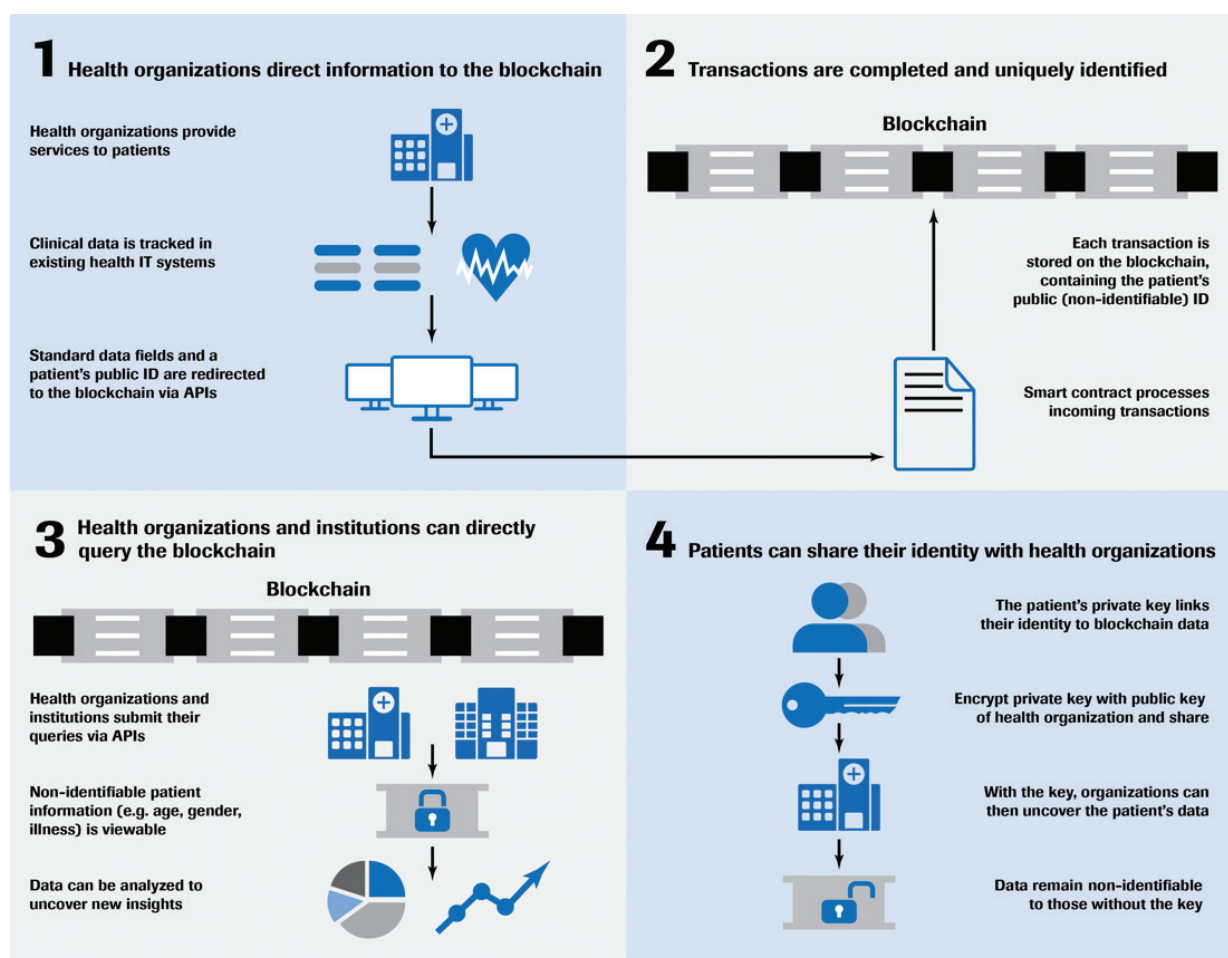 1 Health organizations direct information to the blockchain
Health organizations provide
services to patients
Clinical data is tracked in
existing health IT systems
Standard data fields and a
patient's public ID are redirected
to the blockchain via APIs
2 Transactions are completed and uniquely identified
Blockchain
Each transaction is
stored on the blockchain,
containing the patient's
public (non-identifiable) ID
Smart contract processes
incoming transactions
3 Health organizations and institutions can directly
query the blockchain
Blockchain
Health organizations and
institutions submit their
queries via APIs
Non-identifiable patient
information (e.g. age, gender,
illness) is viewable
Data can be analyzed to
uncover new insights
4 Patients can share their identity with health organizations
The patient's private key links
their identity to blockchain data
Encrypt private key with public key
of health organization and share
With the key, organizations can
then uncover the patient's data
Data remain non-identifiable
to those without the key